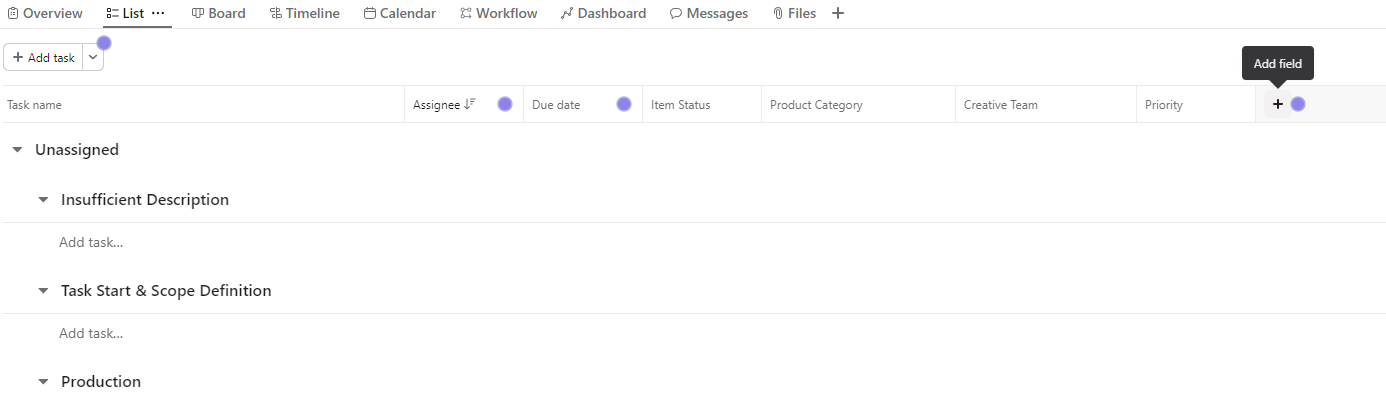 Overview List ... Board Timeline Calendar Workflow Dashboard Messages Files +
+ Add task
Add field
Task name Assignee Due date Item Status Product Category Creative Team Priority +
Unassigned
Insufficient Description
Add task...
Task Start & Scope Definition
Add task...
Production